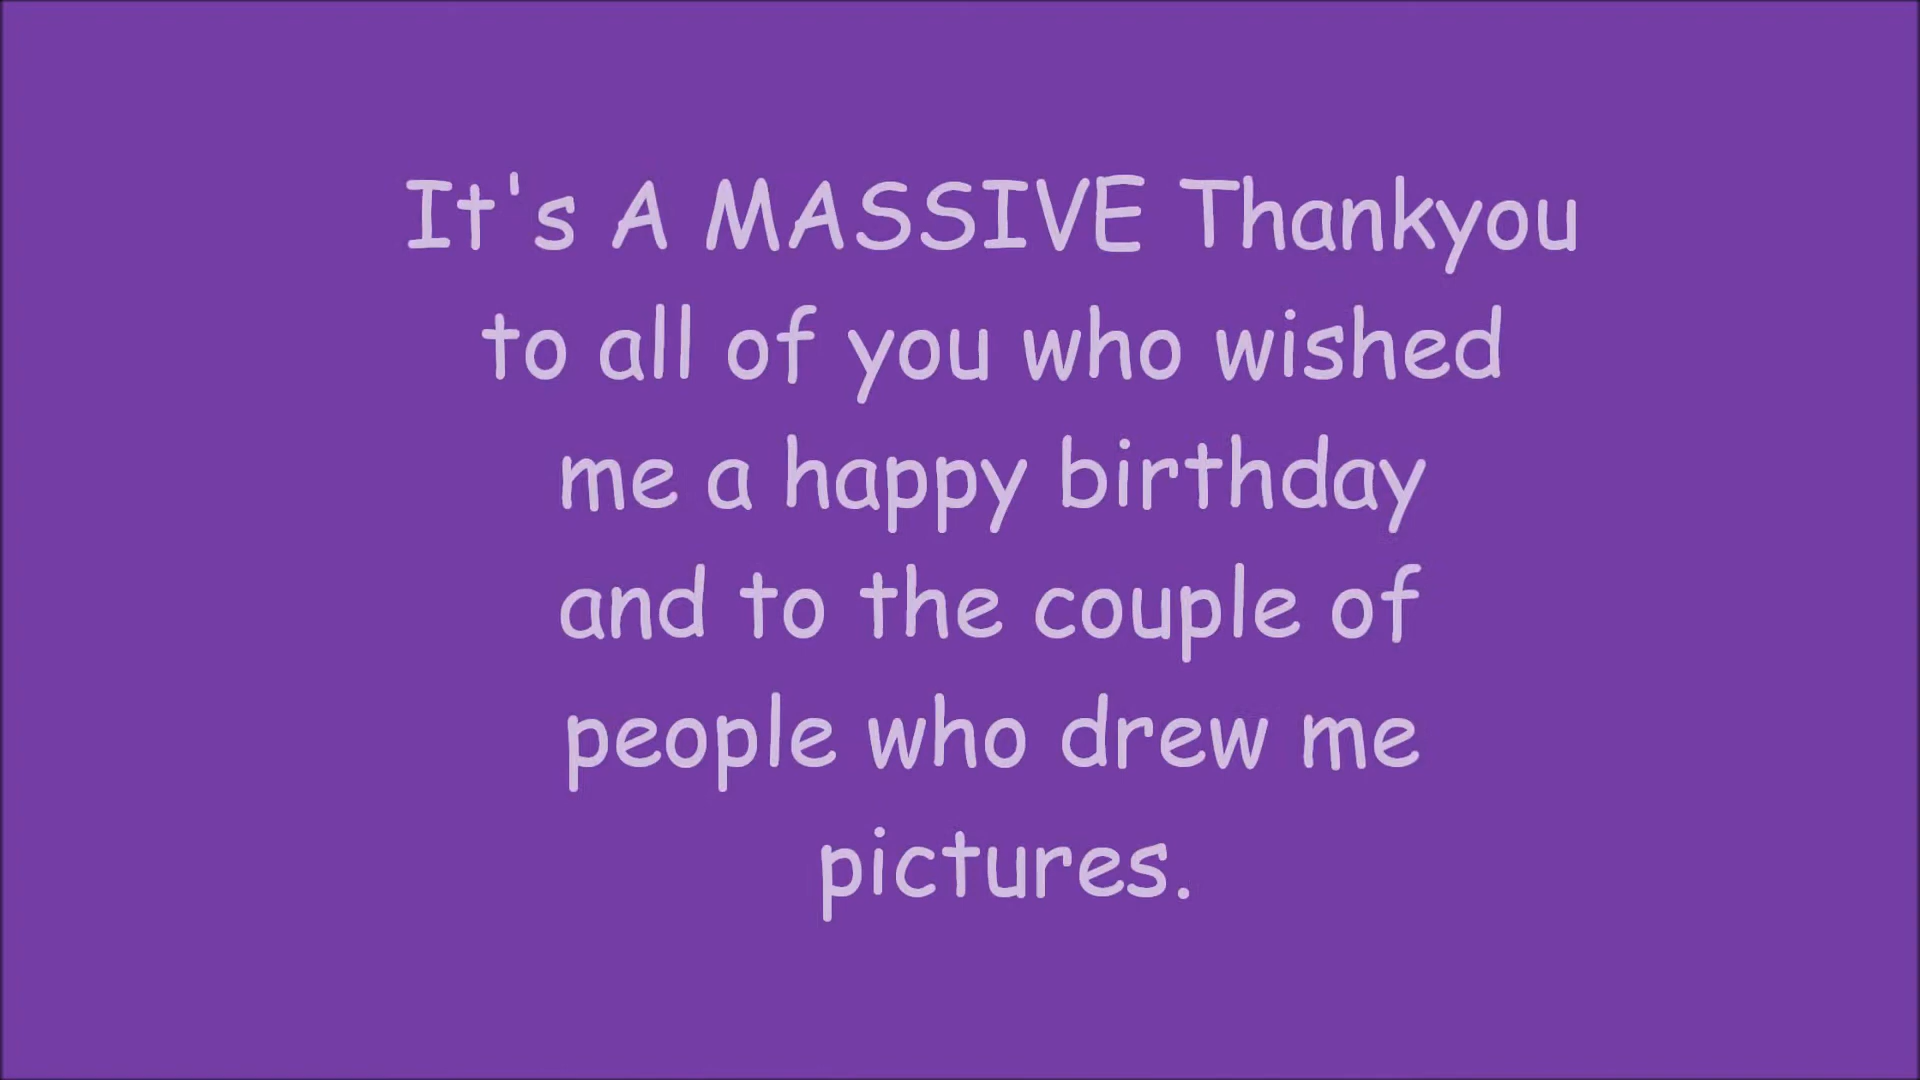 It's A MASSIVE Thankyou
to all of you who wished
me a happy birthday
and to the couple of
people who drew me
pictures.